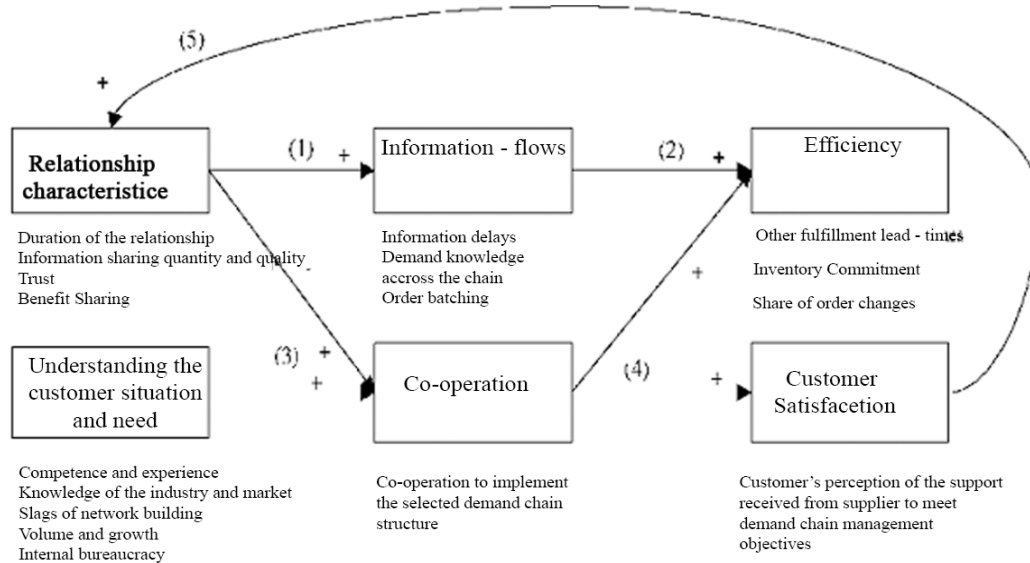 (5)
+
Relationship
characteristice
(1)
+
Information - flows
(2)
+
Efficiency
Duration of the relationship
Information sharing quantity and quality
Trust
Benefit Sharing
Information delays
Demand knowledge
accross the chain
Order batching
Other fulfillment lead - times
Inventory Commitment
Share of order changes
+
Understanding the
customer situation
and need
(3)
+
+
Co-operation
(4)
+
Customer
Satisfacetion
Competence and experience
Knowledge of the industry and market
Slags of network building
Volume and growth
Internal bureaucracy
Co-operation to implement
the selected demand chain
structure
Customer's perception of the support
received from supplier to meet
demand chain management
objectives